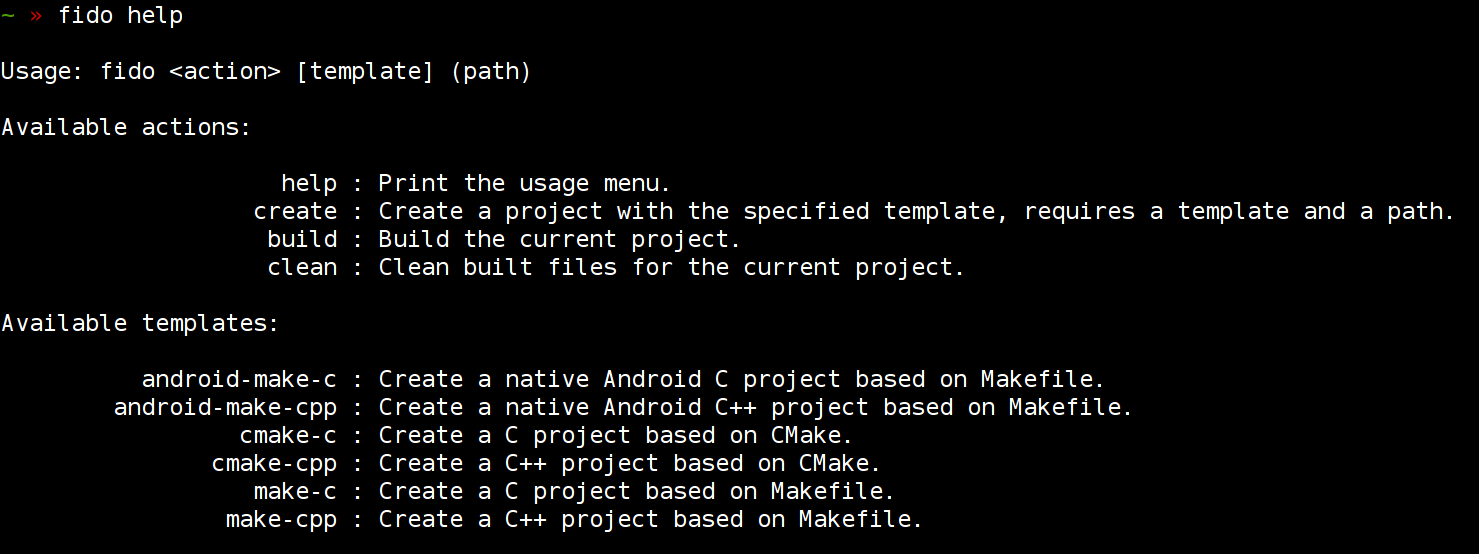 ~ » fido help
Usage: fido <action> [template] (path)
Available actions:
help : Print the usage menu.
create : Create a project with the specified template, requires a template and a path.
build : Build the current project.
clean : Clean built files for the current project.
Available templates:
android-make-c : Create a native Android C project based on Makefile.
android-make-cpp : Create a native Android C++ project based on Makefile.
cmake-c : Create a C project based on CMake.
cmake-cpp : Create a C++ project based on CMake.
make-c : Create a C project based on Makefile.
make-cpp : Create a C++ project based on Makefile.